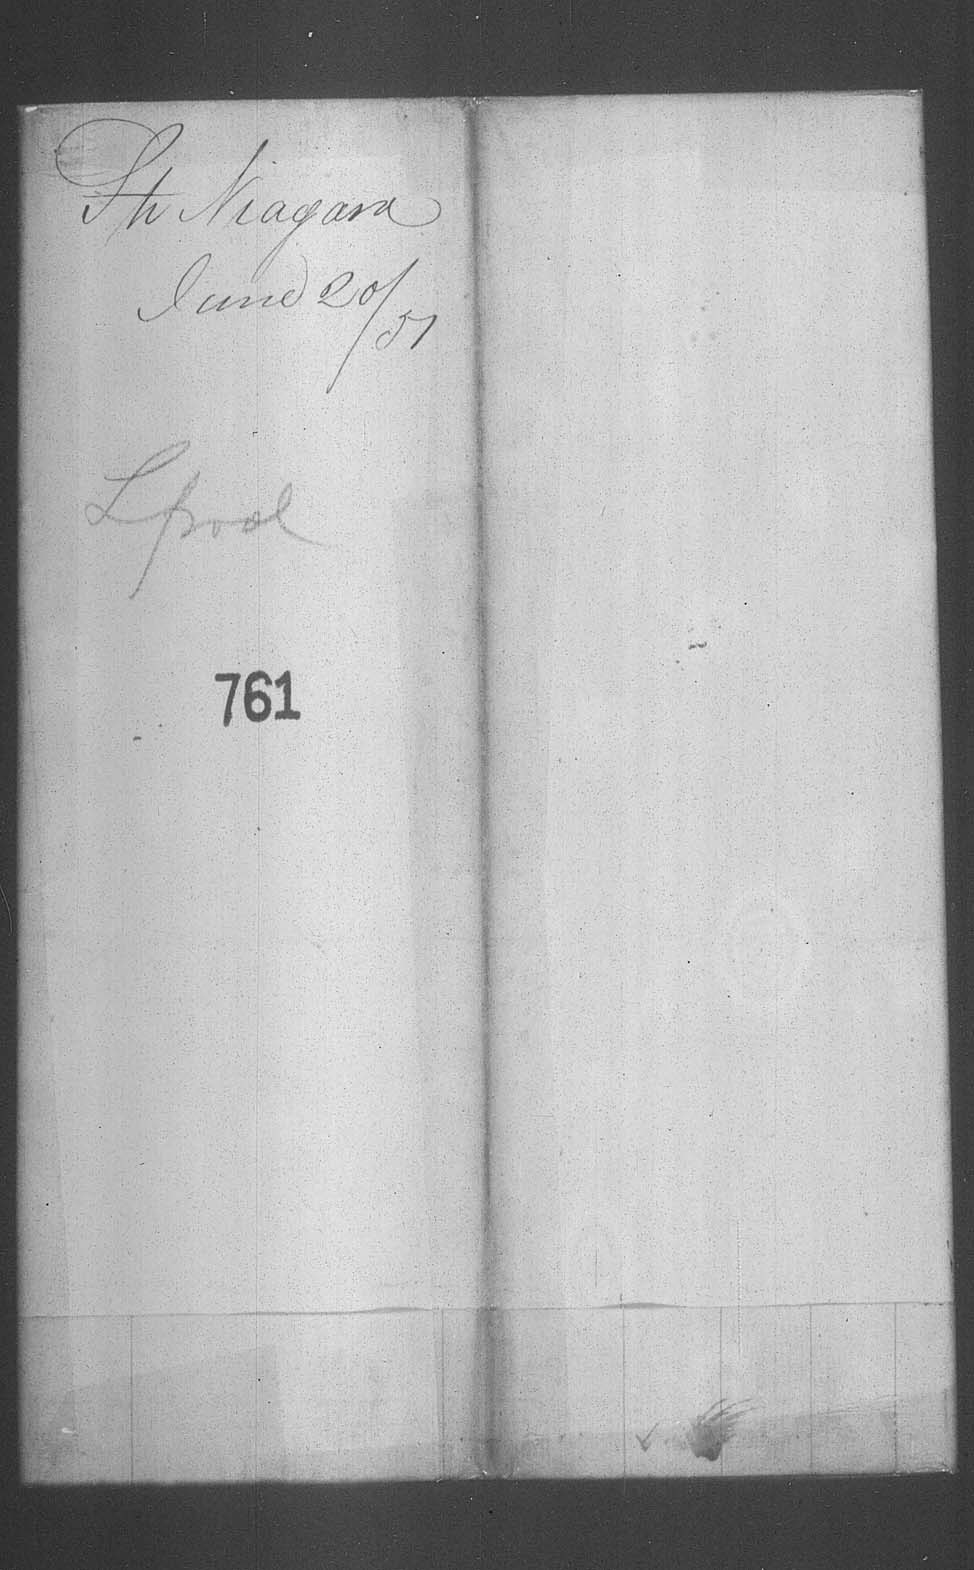 Sh Niagara
June 20/51
Lpool
761